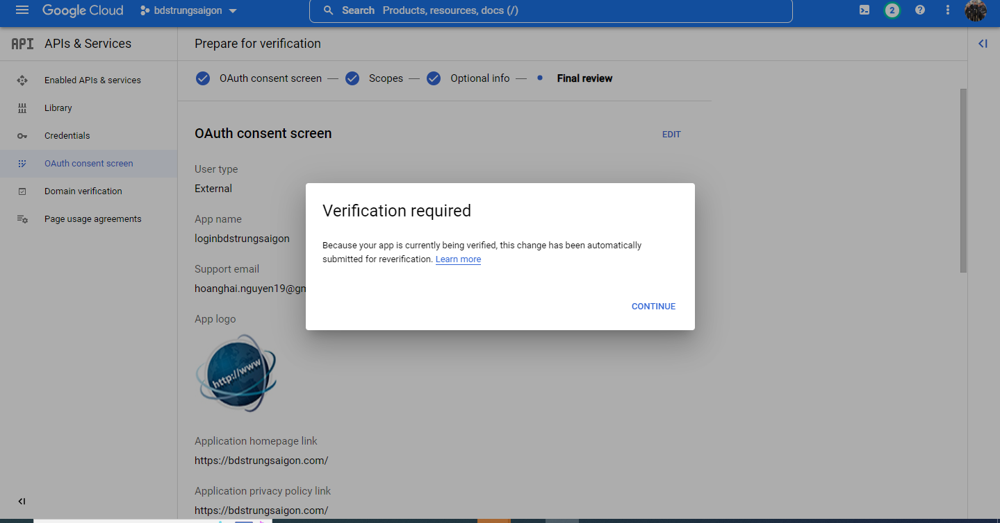 Google Cloud
bdstrungsaigon
Search Products, resources, docs (/)
2
API APIs & Services
Prepare for verification
Enabled APIs & services
Library
Credentials
OAuth consent screen
Domain verification
Page usage agreements
OAuth consent screen — Scopes — Optional info — Final review
OAuth consent screen
EDIT
User type
External
App name
loginbdstrungsaigon
Support email
hoanghai.nguyen19@gm
App logo
http://www
Application homepage link
https://bdstrungsaigon.com/
Application privacy policy link
https://bdstrungsaigon.com/
Verification required
Because your app is currently being verified, this change has been automatically
submitted for reverification. Learn more
CONTINUE